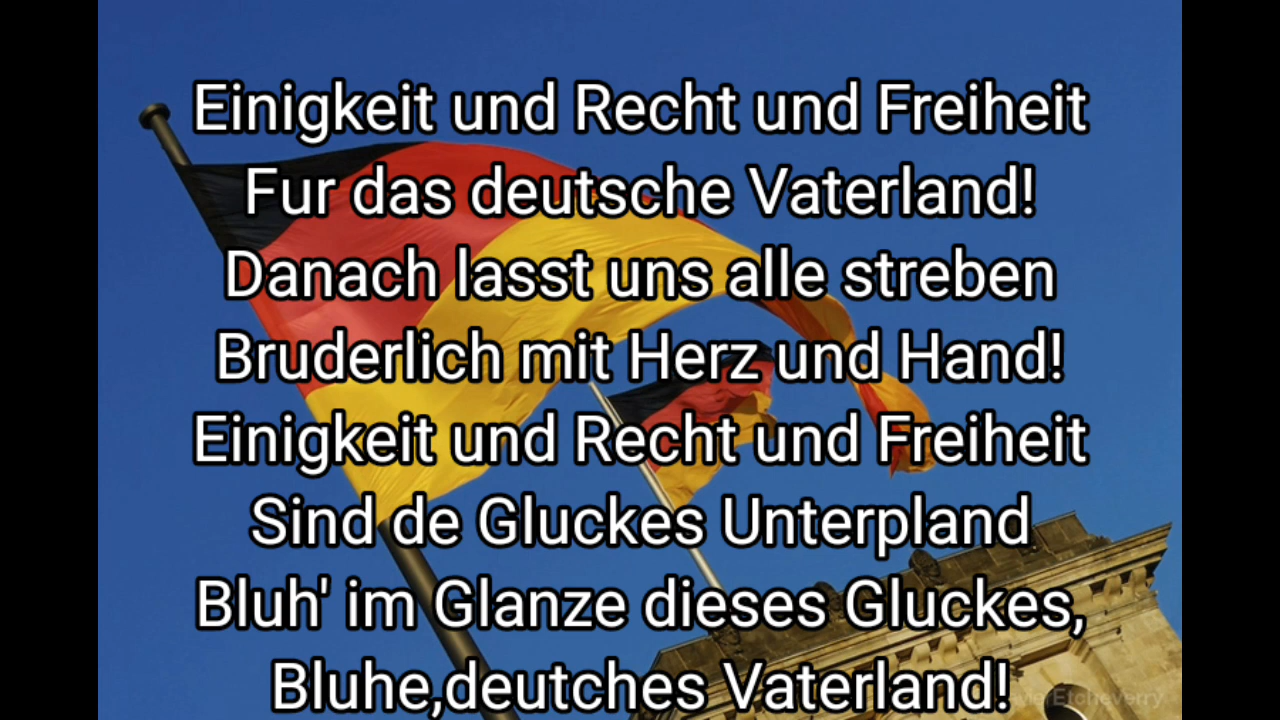 Einigkeit und Recht und Freiheit
Fur das deutsche Vaterland!
Danach lasst uns alle streben
Bruderlich mit Herz und Hand!
Einigkeit und Recht und Freiheit
Sind de Gluckes Unterpland
Bluh' im Glanze dieses Gluckes,
Bluhe,deutches Vaterland!